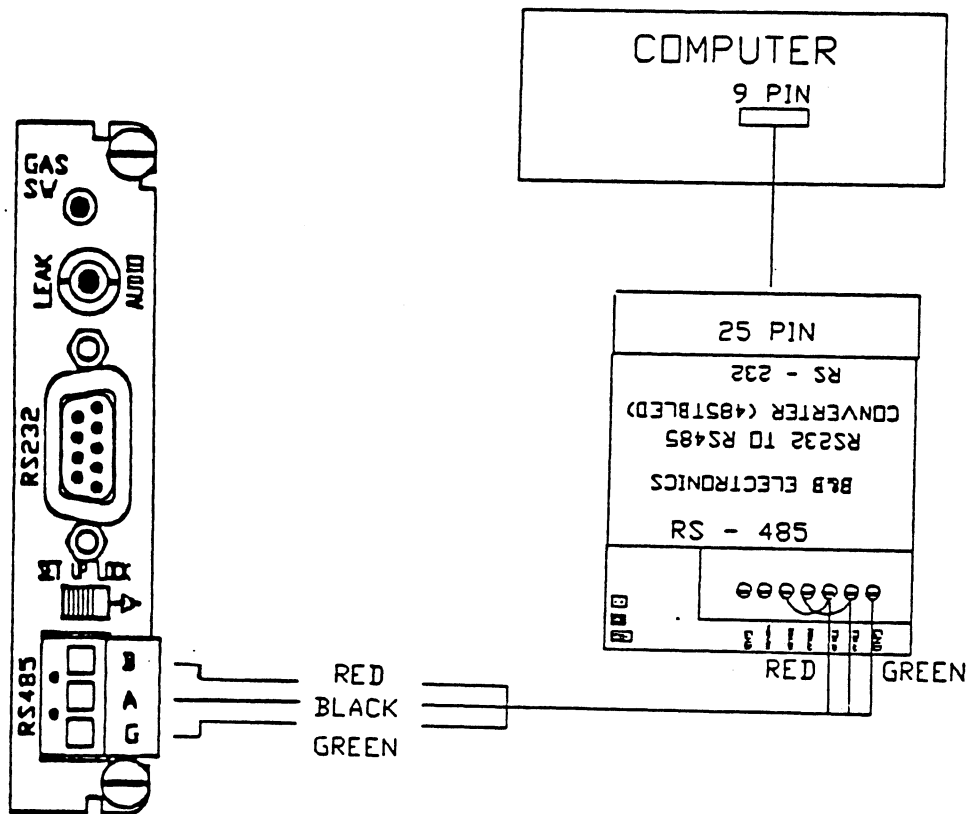 COMPUTER
9 PIN
GAS
SW
LEAK
AUDIO
RS232
SET UP LOCK
RS485
B
A
G
RED
BLACK
GREEN
25 PIN
RS - 232
CONVERTER (485TBLED)
RS232 TO RS485
B&B ELECTRONICS
RS - 485
RED
GREEN